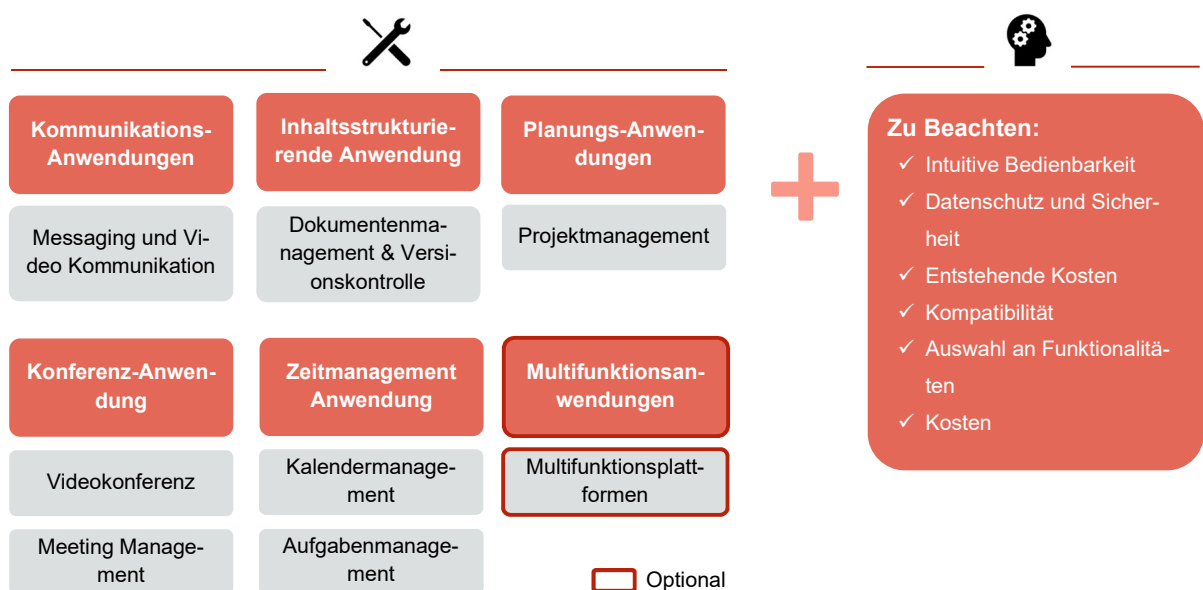 Kommunikations-
Anwendungen
Inhaltsstrukturie-
rende Anwendung
Planungs-Anwen-
dungen
Messaging und Vi-
deo Kommunikation
Dokumentenma-
nagement & Versi-
onskontrolle
Projektmanagement
Konferenz-Anwen-
dung
Zeitmanagement
Anwendung
Multifunktionsan-
wendungen
Videokonferenz
Kalendermanage-
ment
Multifunktionsplatt-
formen
Meeting Manage-
ment
Aufgabenmanage-
ment
Optional
Zu Beachten:
✓ Intuitive Bedienbarkeit
✓ Datenschutz und Sicher-
heit
✓ Entstehende Kosten
✓ Kompatibilität
✓ Auswahl an Funktionalitä-
ten
✓ Kosten